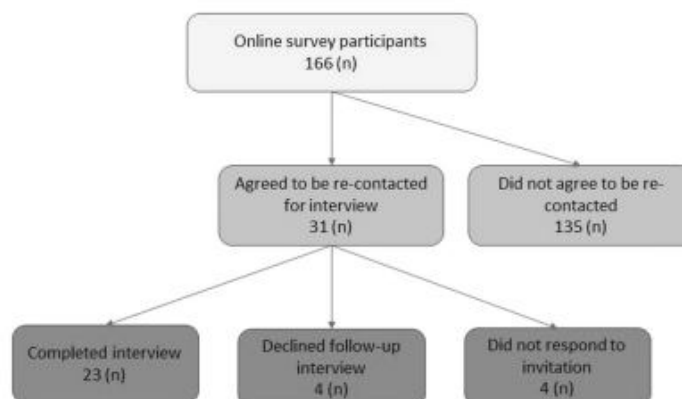 Online survey participants
166 (n)
Agreed to be re-contacted
for interview
31 (n)
Did not agree to be re-
contacted
135 (n)
Completed interview
23 (n)
Declined follow-up
interview
4 (n)
Did not respond to
invitation
4 (n)